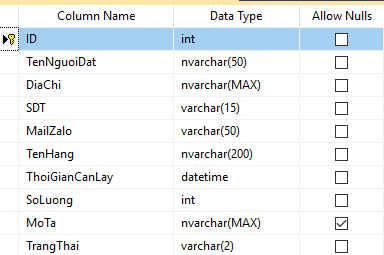 Column Name Data Type Allow Nulls
ID int
TenNguoiDat nvarchar(50)
DiaChi nvarchar(MAX)
SDT varchar(15)
MailZalo varchar(50)
TenHang nvarchar(200)
ThoiGianCanLay datetime
SoLuong int
MoTa nvarchar(MAX)
TrangThai varchar(2)